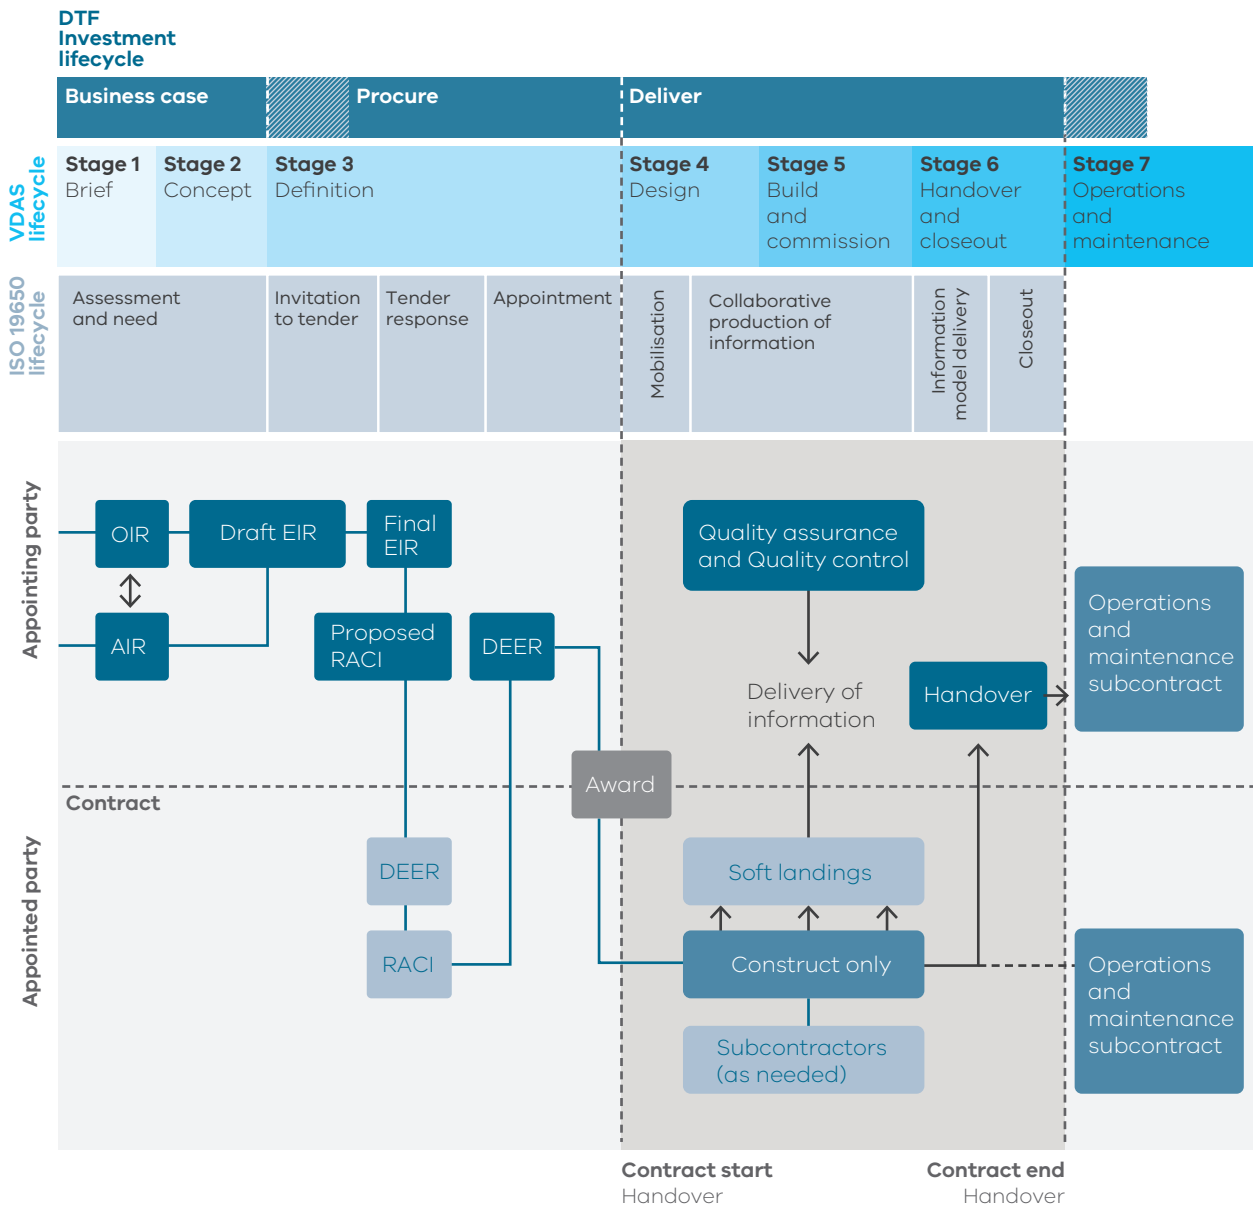 DTF
Investment
lifecycle
Business case
Procure
Deliver
VDAS
lifecycle
Stage 1
Brief
Stage 2
Concept
Stage 3
Definition
Stage 4
Design
Stage 5
Build
and
commission
Stage 6
Handover
and
closeout
Stage 7
Operations
and
maintenance
ISO 19650
lifecycle
Assessment
and need
Invitation
to tender
Tender
response
Appointment
Mobilisation
Collaborative
production of
information
Information
model delivery
Closeout
Appointing party
OIR
Draft EIR
Final
EIR
AIR
Proposed
RACI
DEER
Quality assurance
and Quality control
Delivery of
information
Handover
Operations
and
maintenance
subcontract
Award
Contract
Appointed party
DEER
RACI
Soft landings
Construct only
Subcontractors
(as needed)
Operations
and
maintenance
subcontract
Contract start
Handover
Contract end
Handover